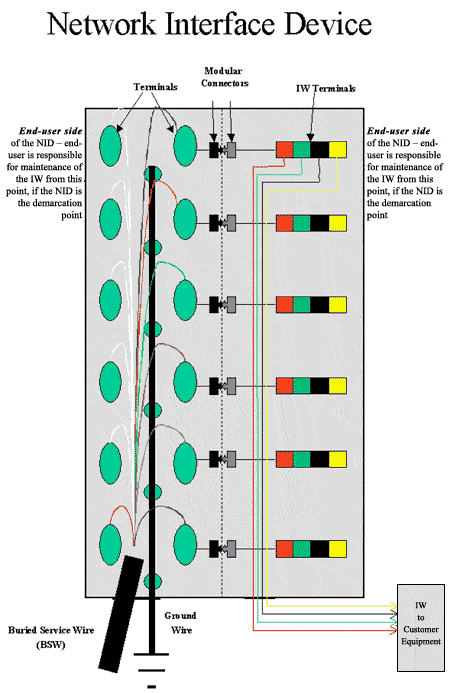 Network Interface Device
Terminals
Modular
Connectors
IW Terminals
End-user side
of the NID – end-
user is responsible
for maintenance of
the IW from this
point, if the NID is
the demarcation
point
End-user side
of the NID – end-
user is responsible
for maintenance of
the IW from this
point, if the NID is
the demarcation
point
Buried Service Wire
(BSW)
Ground
Wire
IW
to
Customer
Equipment